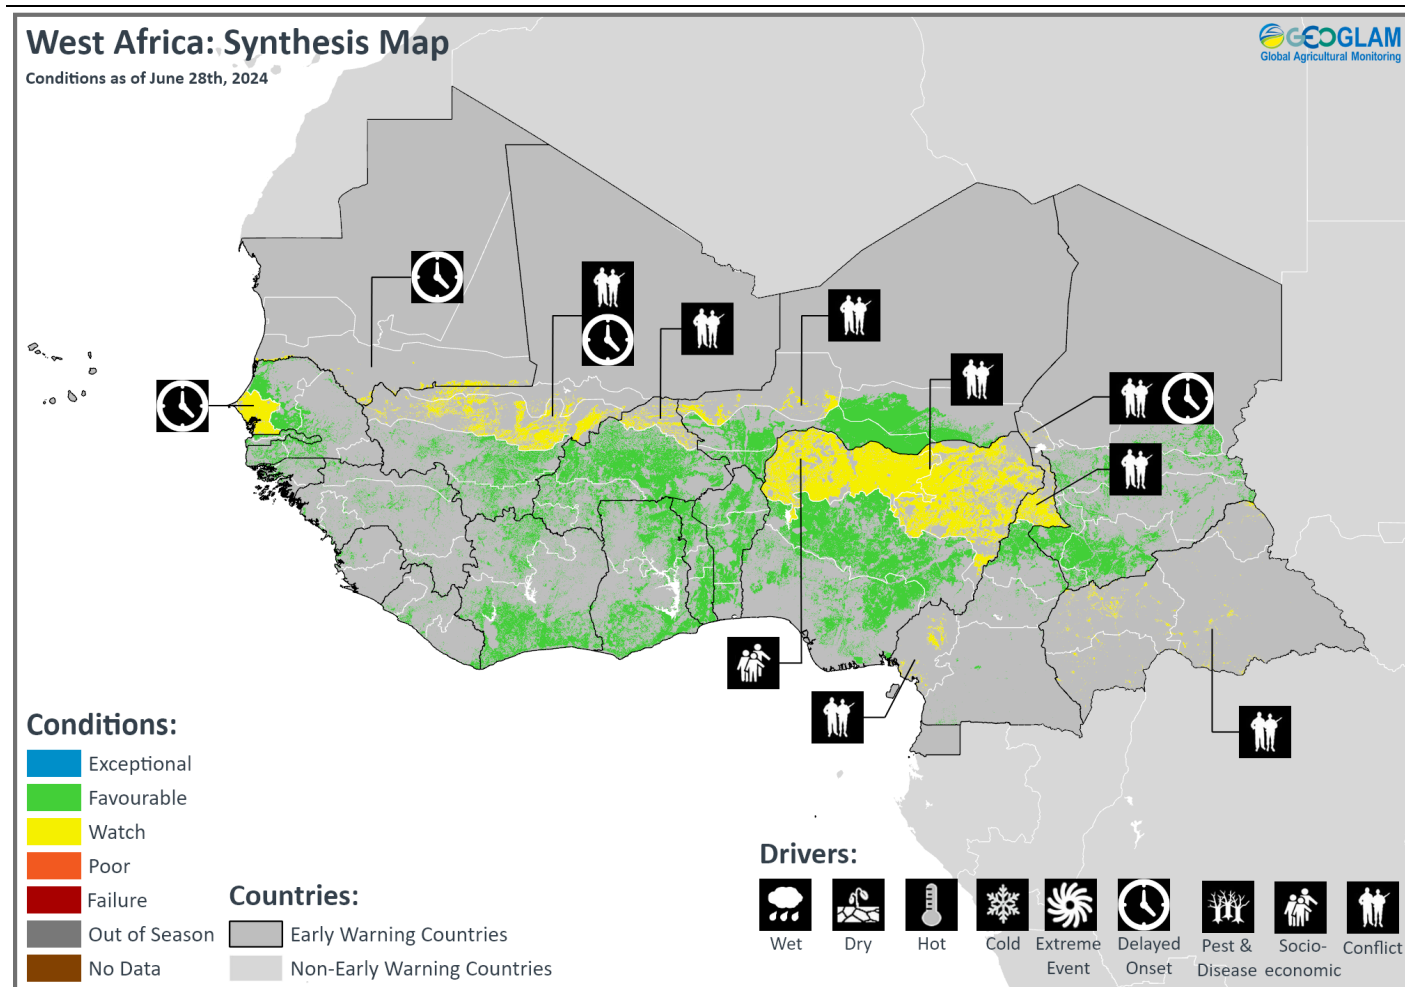 West Africa: Synthesis Map
Conditions as of June 28th, 2024
GEOGLAM
Global Agricultural Monitoring
Conditions:
Exceptional
Favourable
Watch
Poor
Failure
Out of Season
No Data
Countries:
Early Warning Countries
Non-Early Warning Countries
Drivers:
Wet
Dry
Hot
Cold
Extreme
Event
Delayed
Onset
Pest &
Disease
Socio-
economic
Conflict